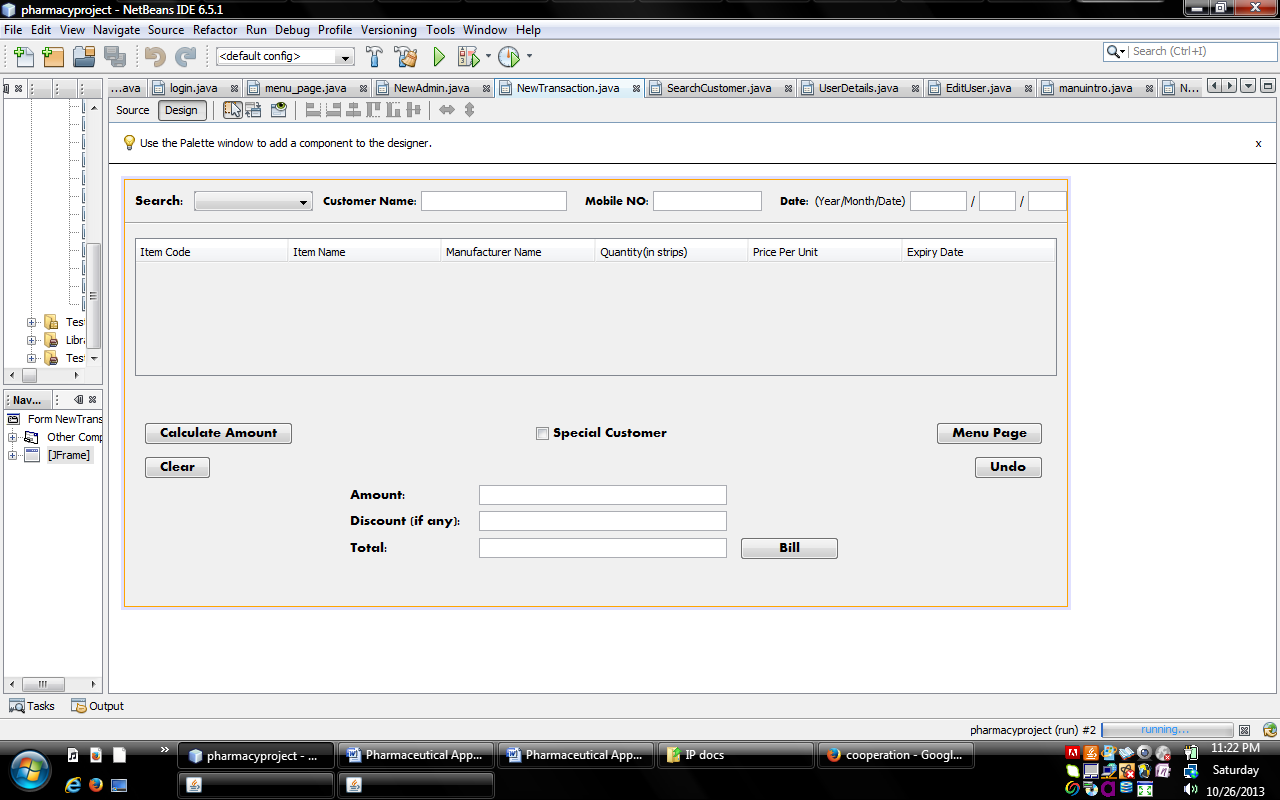 pharmacyproject - NetBeans IDE 6.5.1
File Edit View Navigate Source Refactor Run Debug Profile Versioning Tools Window Help
<default config> Search (Ctrl+I)
...ava login.java menu_page.java NewAdmin.java NewTransaction.java SearchCustomer.java UserDetails.java EditUser.java manuintro.java N...
Source Design
Use the Palette window to add a component to the designer. x
Search: Customer Name: Mobile NO: Date: (Year/Month/Date) / /
Item Code Item Name Manufacturer Name Quantity(in strips) Price Per Unit Expiry Date
Tes
Libra
Tes
Nav...
Form NewTrans
Other Comp
[JFrame]
Calculate Amount Special Customer Menu Page
Clear Undo
Amount:
Discount (if any):
Total: Bill
Tasks Output
pharmacyproject (run) #2 running...
pharmacyproject - ... Pharmaceutical App... Pharmaceutical App... IP docs cooperation - Googl...
11:22 PM
Saturday
10/26/2013